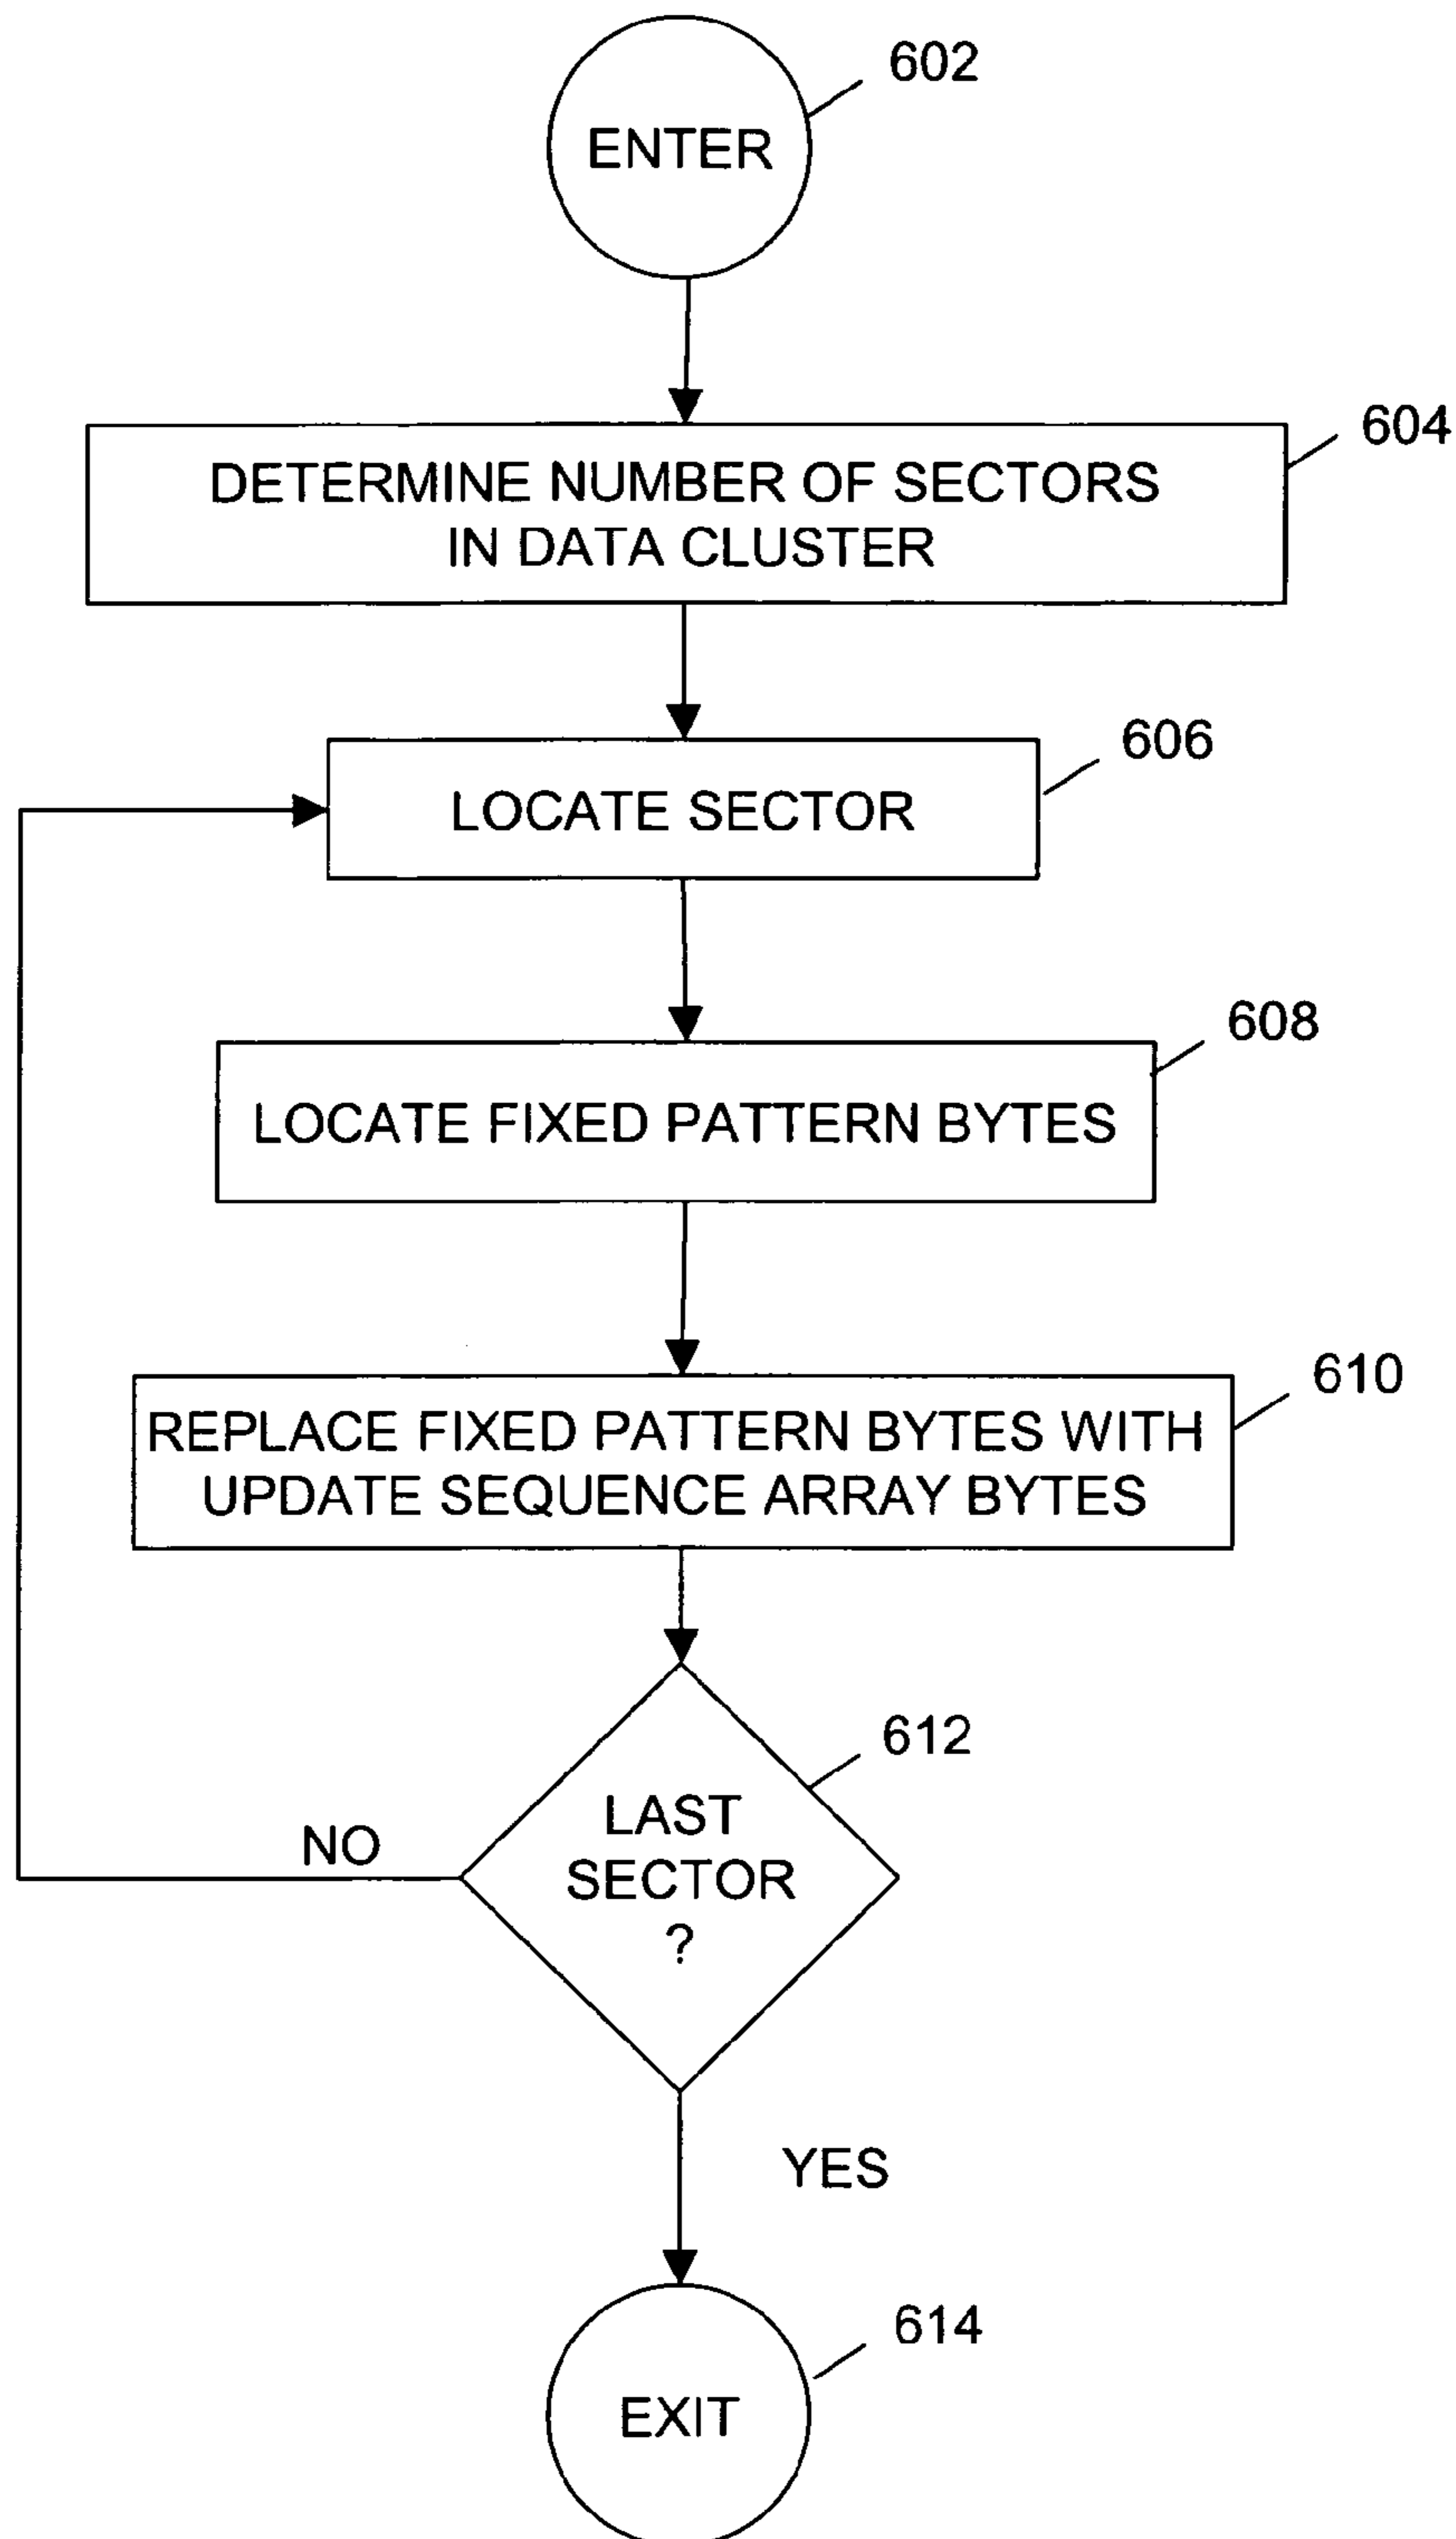 602
ENTER
604
DETERMINE NUMBER OF SECTORS
IN DATA CLUSTER
606
LOCATE SECTOR
608
LOCATE FIXED PATTERN BYTES
610
REPLACE FIXED PATTERN BYTES WITH
UPDATE SEQUENCE ARRAY BYTES
612
LAST
SECTOR
?
NO
YES
614
EXIT